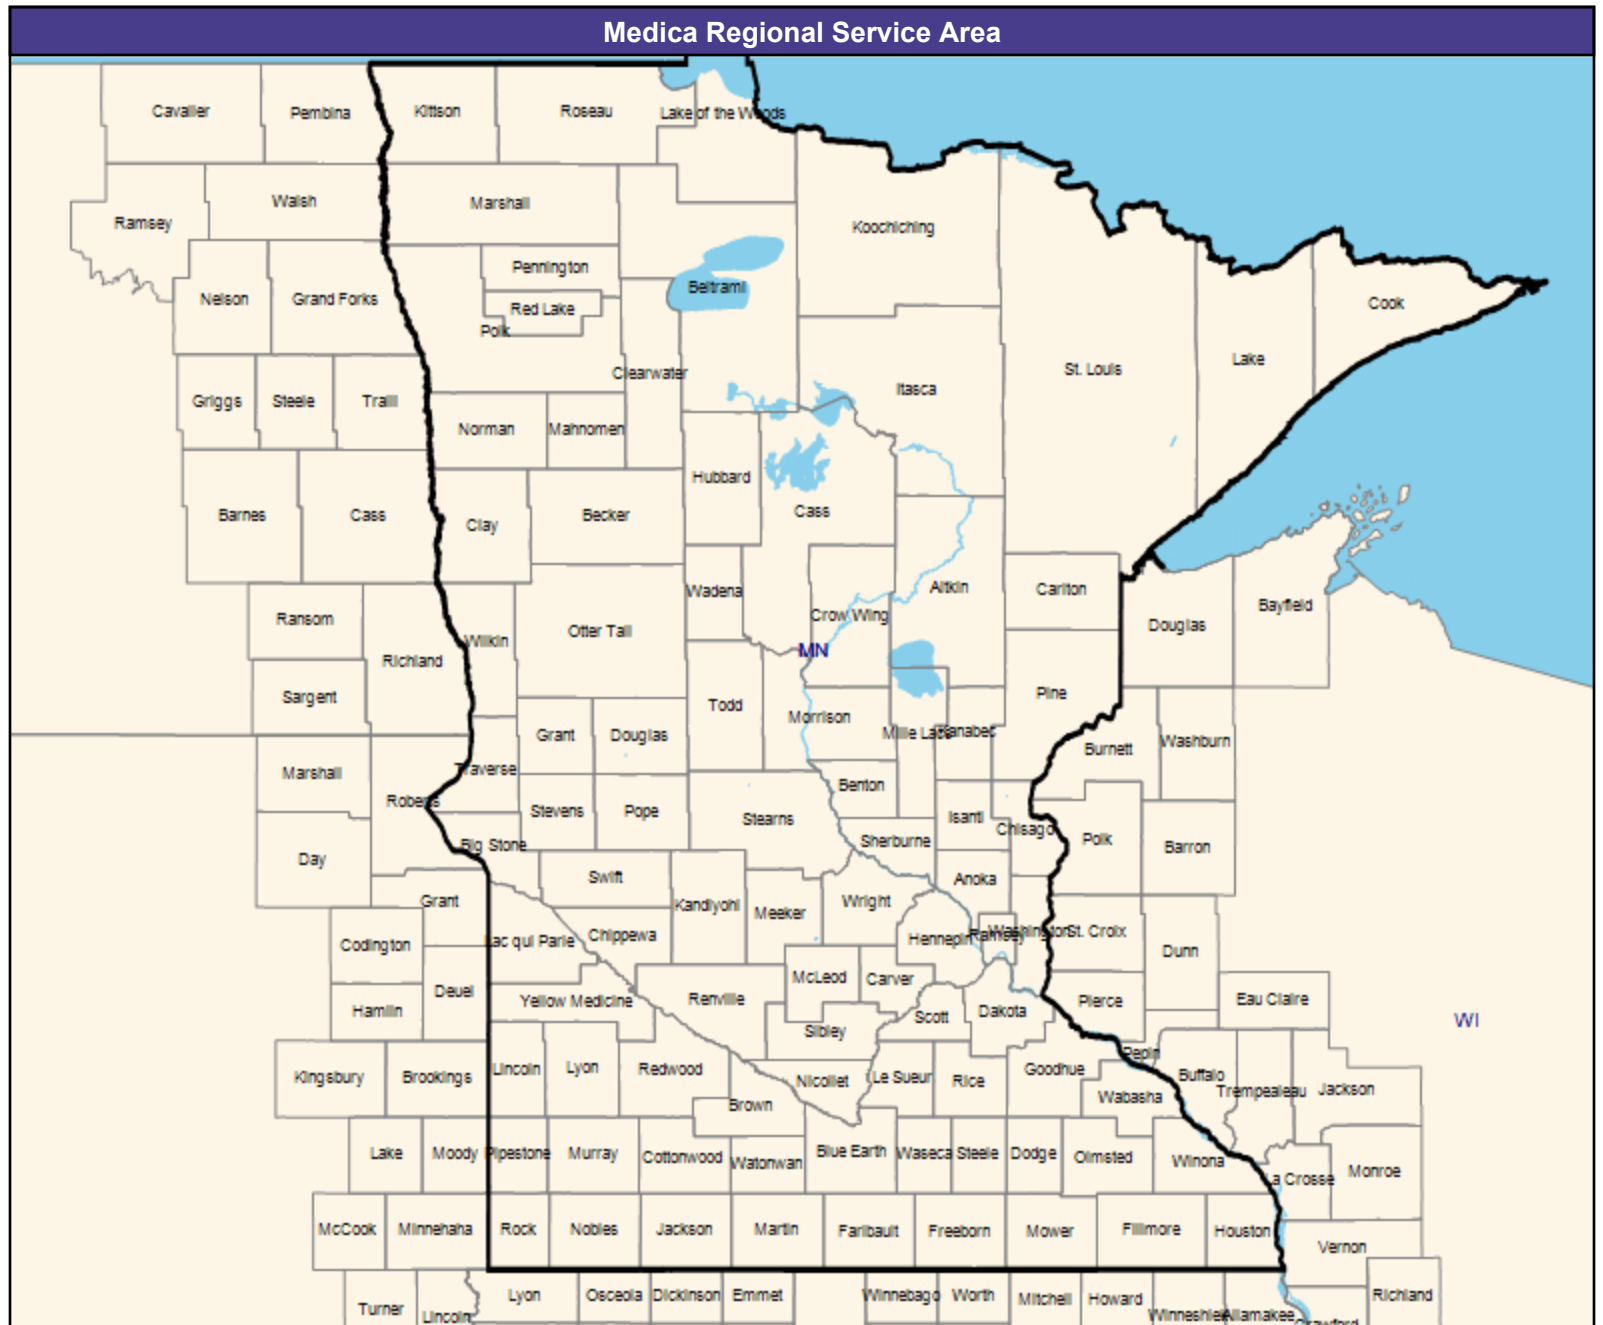 Medica Regional Service Area
Cavalier
Pembina
Kittson
Roseau
Lake of the Woods
Ramsey
Walsh
Marshall
Koochiching
Pennington
Nelson
Grand Forks
Red Lake
Polk
Beltrami
Cook
Clearwater
Itasca
St. Louis
Lake
Griggs
Steele
Traill
Norman
Mahnomen
Hubbard
Barnes
Cass
Clay
Becker
Cass
Wadena
Crow Wing
Aitkin
Carlton
Douglas
Bayfield
Ransom
Richland
Wilkin
Otter Tail
MN
Sargent
Todd
Morrison
Pine
Grant
Douglas
Mille Lacs
Kanabec
Burnett
Washburn
Marshall
Roberts
Traverse
Stevens
Pope
Stearns
Benton
Isanti
Chisago
Polk
Barron
Day
Big Stone
Sherburne
Swift
Anoka
Grant
Kandiyohi
Meeker
Wright
Codington
Lac qui Parle
Chippewa
Hennepin
Ramsey
Washington
St. Croix
Dunn
Hamlin
Deuel
Yellow Medicine
Renville
McLeod
Carver
Scott
Dakota
Pierce
Eau Claire
WI
Sibley
Kingsbury
Brookings
Lincoln
Lyon
Redwood
Brown
Nicollet
Le Sueur
Rice
Goodhue
Wabasha
Pepin
Buffalo
Trempealeau
Jackson
Lake
Moody
Pipestone
Murray
Cottonwood
Watonwan
Blue Earth
Waseca
Steele
Dodge
Olmsted
Winona
La Crosse
Monroe
McCook
Minnehaha
Rock
Nobles
Jackson
Martin
Faribault
Freeborn
Mower
Fillmore
Houston
Vernon
Turner
Lincoln
Lyon
Osceola
Dickinson
Emmet
Winnebago
Worth
Mitchell
Howard
Winneshiek
Allamakee
Crawford
Richland